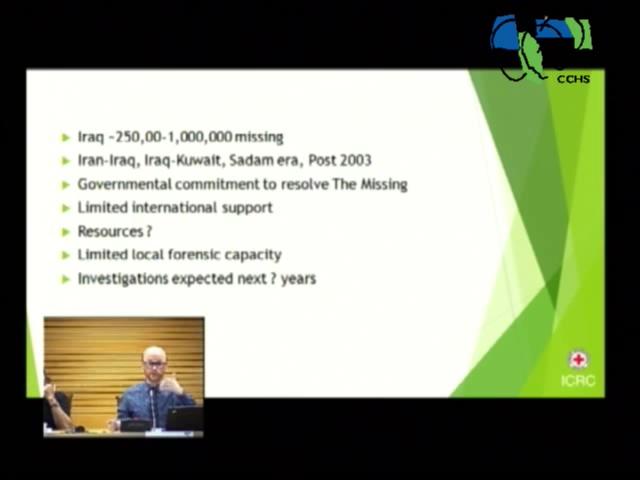 CCHS
Iraq ~250,00-1,000,000 missing
Iran-Iraq, Iraq-Kuwait, Sadam era, Post 2003
Governmental commitment to resolve The Missing
Limited international support
Resources ?
Limited local forensic capacity
Investigations expected next ? years
ICRC